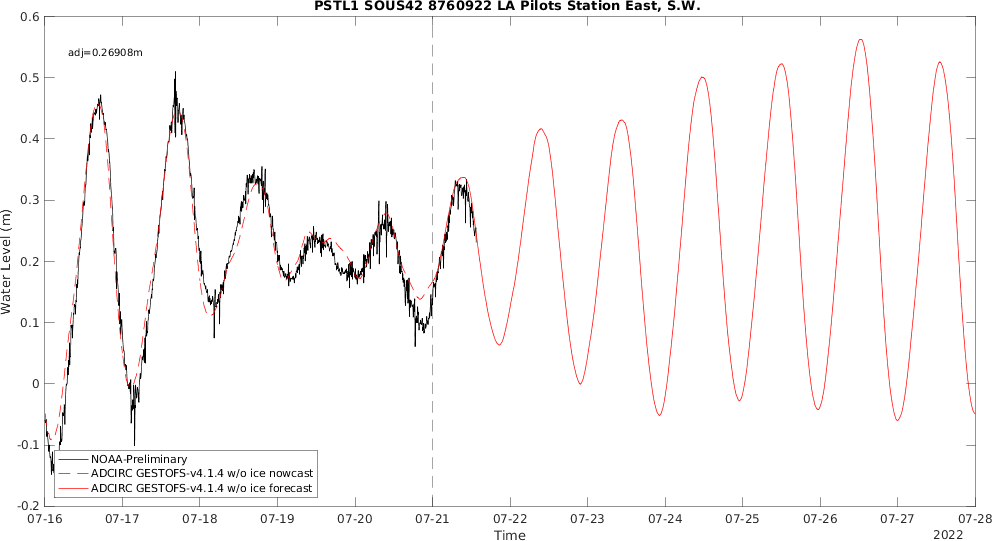 PSTL1 SOUS42 8760922 LA Pilots Station East, S.W.
adj=0.26908m
0.6
0.5
0.4
0.3
0.2
0.1
0
-0.1
-0.2
Water Level (m)
NOAA-Preliminary
ADCIRC GESTOFS-v4.1.4 w/o ice nowcast
ADCIRC GESTOFS-v4.1.4 w/o ice forecast
07-16 07-17 07-18 07-19 07-20 07-21 07-22 07-23 07-24 07-25 07-26 07-27 07-28
Time
2022